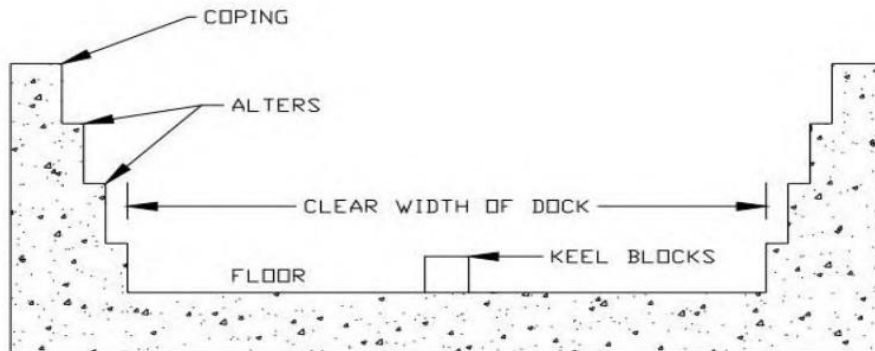 COPING
ALTERS
CLEAR WIDTH OF DOCK
KEEL BLOCKS
FLOOR